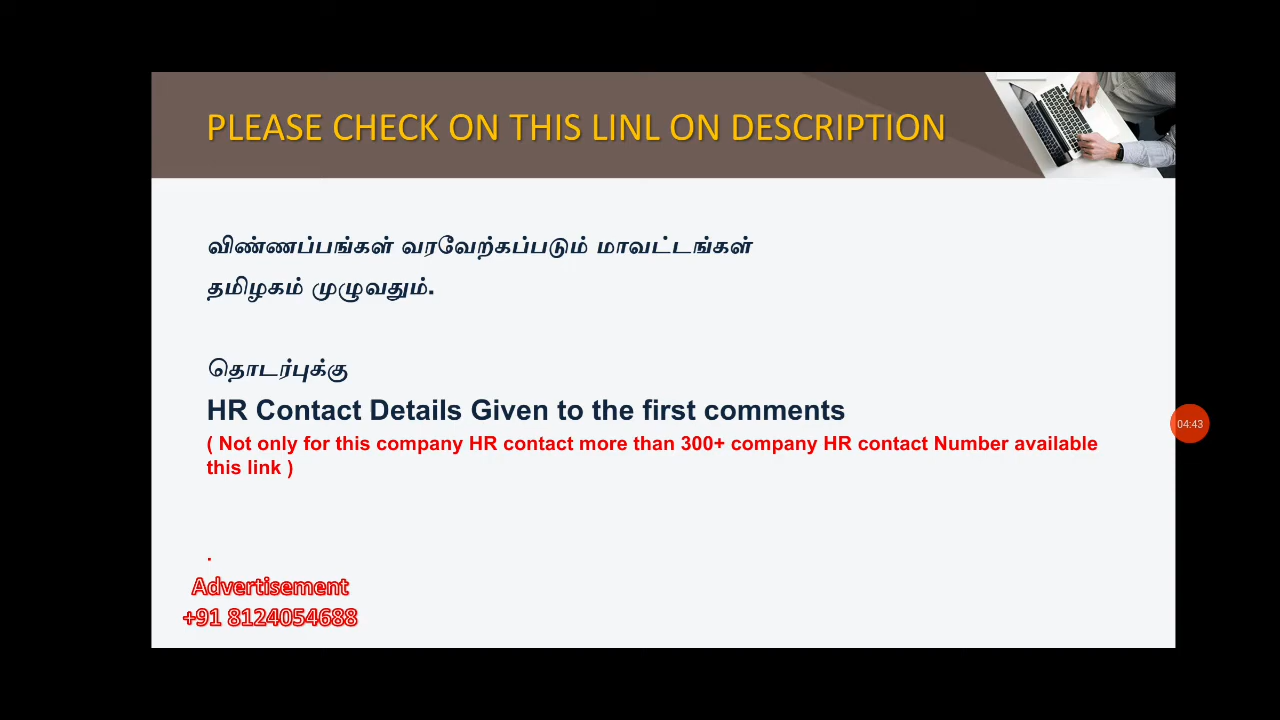 PLEASE CHECK ON THIS LINL ON DESCRIPTION
விண்ணப்பங்கள் வரவேற்கப்படும் மாவட்டங்கள்
தமிழகம் முழுவதும்.
தொடர்புக்கு
HR Contact Details Given to the first comments
( Not only for this company HR contact more than 300+ company HR contact Number available
this link )
.
Advertisement
+91 8124054688
04:43